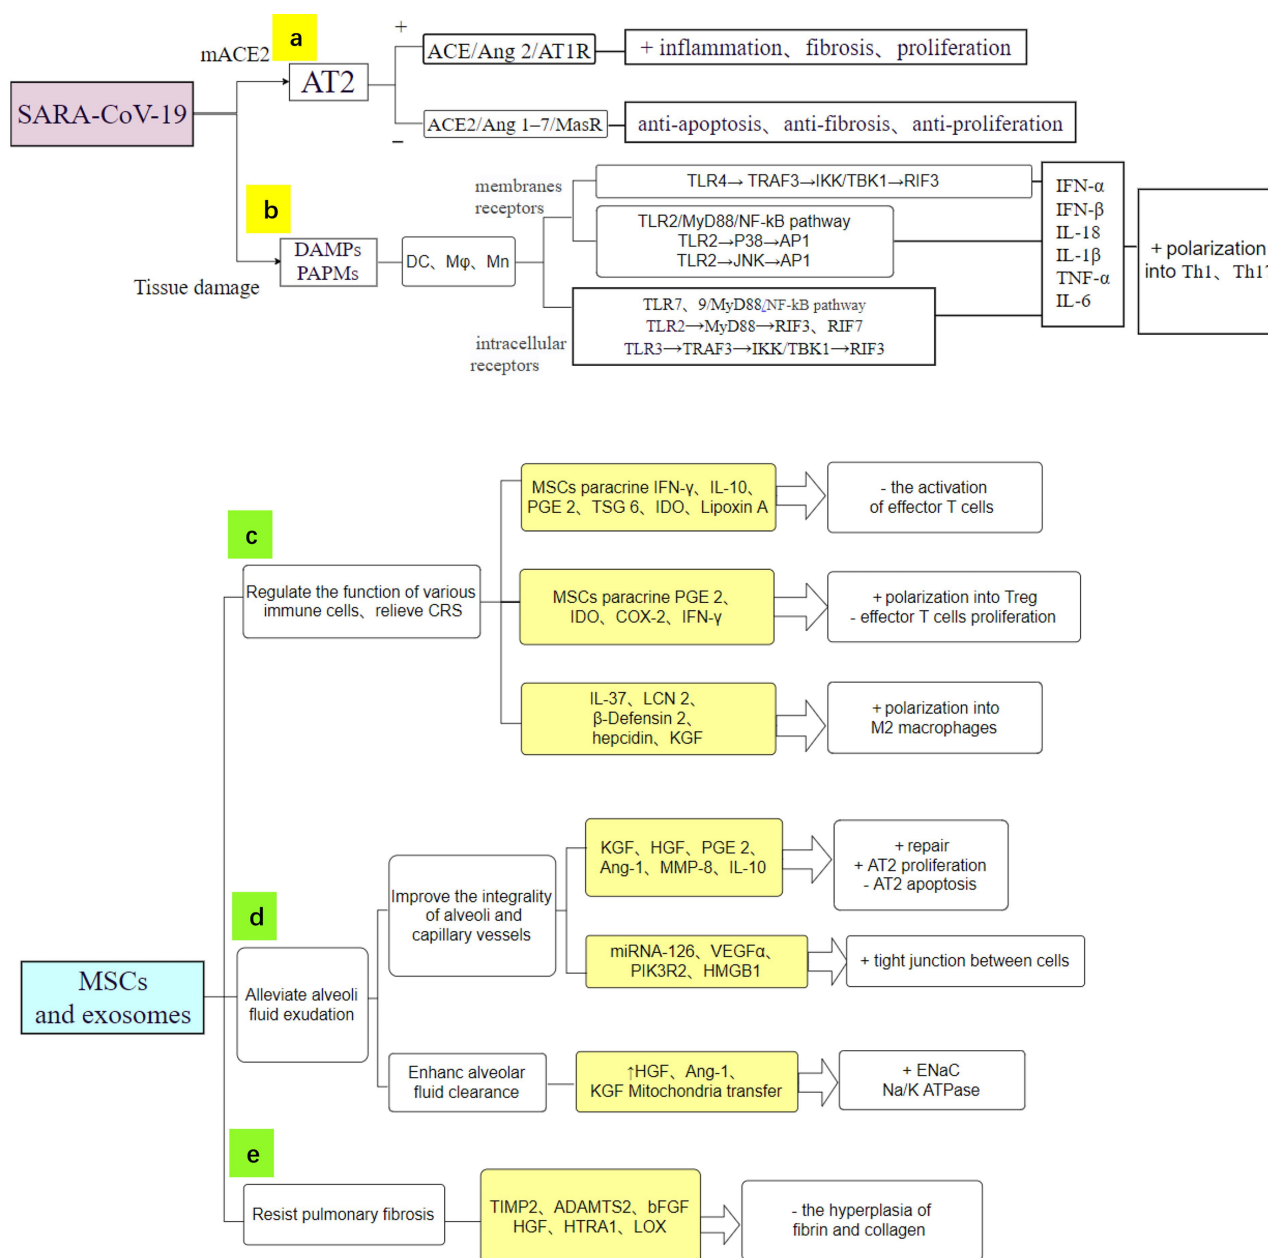 a
mACE2
+
ACE/Ang 2/AT1R
+ inflammation、fibrosis、proliferation
AT2
SARA-CoV-19
ACE2/Ang 1–7/MasR
anti-apoptosis、anti-fibrosis、anti-proliferation
−
b
membranes
receptors
TLR4→ TRAF3→IKK/TBK1→RIF3
TLR2/MyD88/NF-kB pathway
TLR2→P38→AP1
TLR2→JNK→AP1
DAMPs
PAPMs
Tissue damage
DC、Mφ、Mn
TLR7、9/MyD88/NF-kB pathway
TLR2→MyD88→RIF3、RIF7
TLR3→TRAF3→IKK/TBK1→RIF3
intracellular
receptors
IFN-α
IFN-β
IL-18
IL-1β
TNF-α
IL-6
+ polarization
into Th1、Th17
MSCs paracrine IFN-γ、IL-10、
PGE 2、TSG 6、IDO、Lipoxin A
- the activation
of effector T cells
c
Regulate the function of various
immune cells、relieve CRS
MSCs paracrine PGE 2、
IDO、COX-2、IFN-γ
+ polarization into Treg
- effector T cells proliferation
IL-37、LCN 2、
β-Defensin 2、
hepcidin、KGF
+ polarization into
M2 macrophages
KGF、HGF、PGE 2、
Ang-1、MMP-8、IL-10
+ repair
+ AT2 proliferation
- AT2 apoptosis
Improve the integrality
of alveoli and
capillary vessels
d
miRNA-126、VEGFα、
PIK3R2、HMGB1
+ tight junction between cells
MSCs
and exosomes
Alleviate alveoli
fluid exudation
Enhanc alveolar
fluid clearance
↑HGF、Ang-1、
KGF Mitochondria transfer
+ ENaC
Na/K ATPase
e
Resist pulmonary fibrosis
TIMP2、ADAMTS2、bFGF
HGF、HTRA1、LOX
- the hyperplasia of
fibrin and collagen